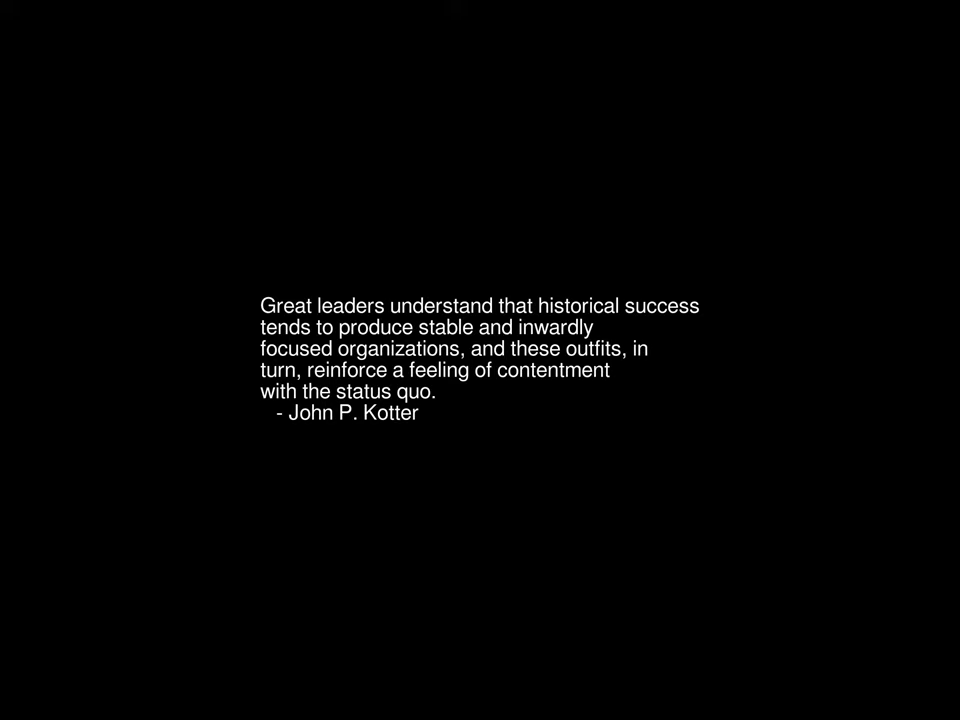 Great leaders understand that historical success
tends to produce stable and inwardly
focused organizations, and these outfits, in
turn, reinforce a feeling of contentment
with the status quo.
- John P. Kotter